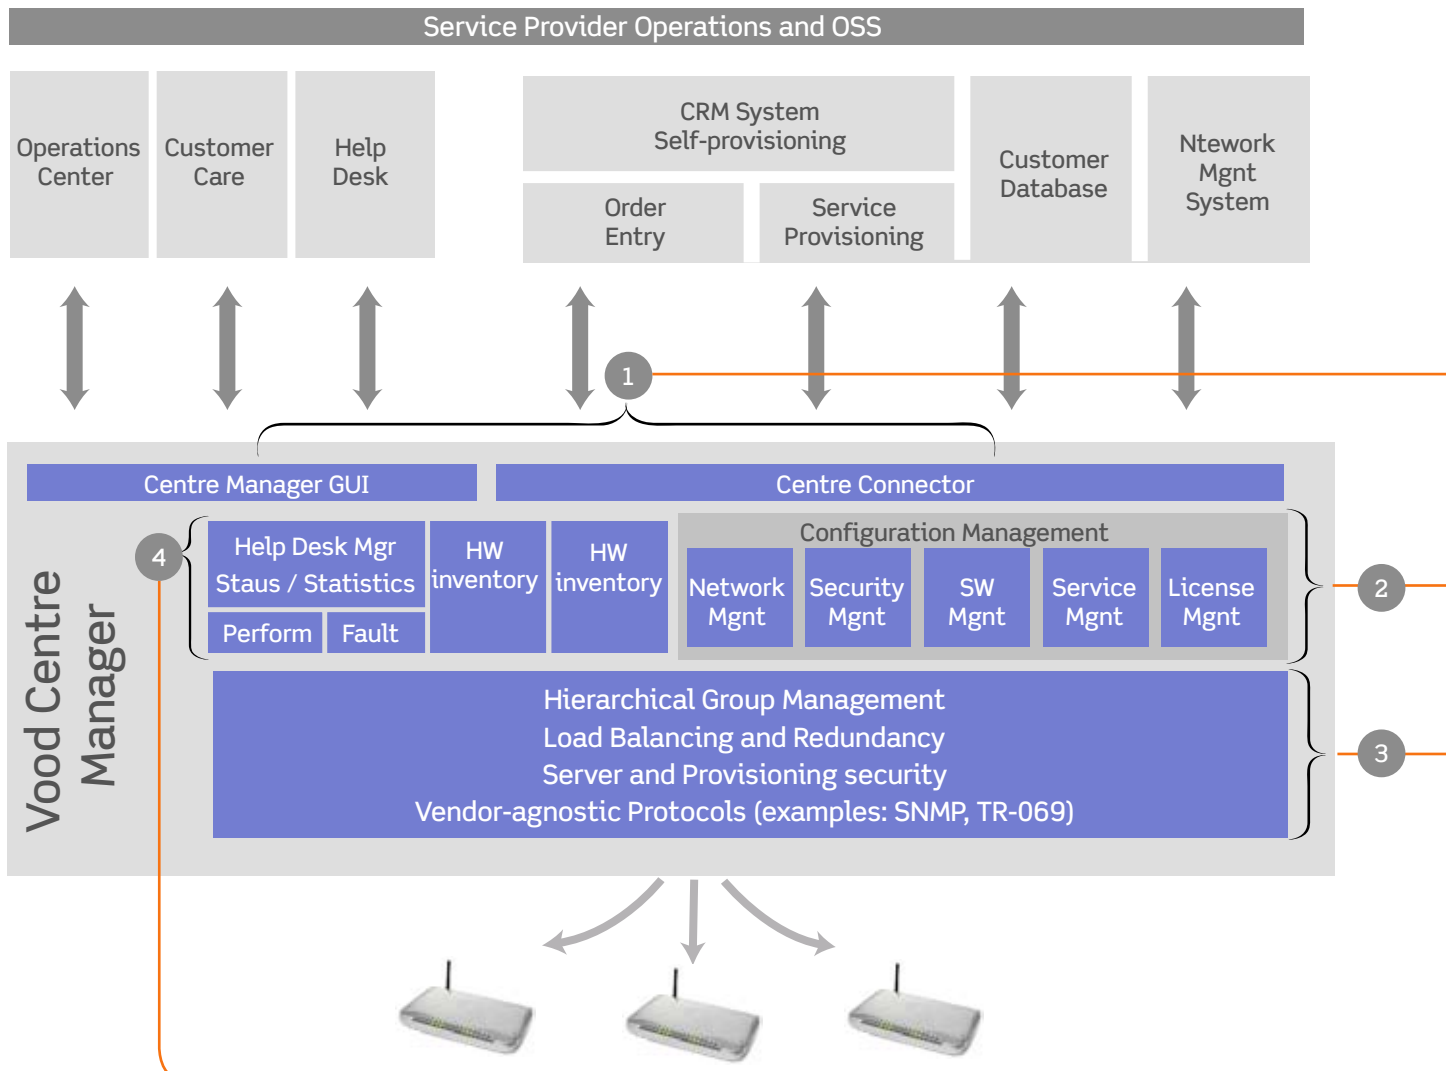 Service Provider Operations and OSS
Operations
Center
Customer
Care
Help
Desk
CRM System
Self-provisioning
Order
Entry
Service
Provisioning
Customer
Database
Ntework
Mgnt
System
1
Centre Manager GUI
Centre Connector
Vood Centre
Manager
4
Help Desk Mgr
Staus / Statistics
Perform
Fault
HW
inventory
HW
inventory
Configuration Management
Network
Mgnt
Security
Mgnt
SW
Mgnt
Service
Mgnt
License
Mgnt
2
Hierarchical Group Management
Load Balancing and Redundancy
Server and Provisioning security
Vendor-agnostic Protocols (examples: SNMP, TR-069)
3